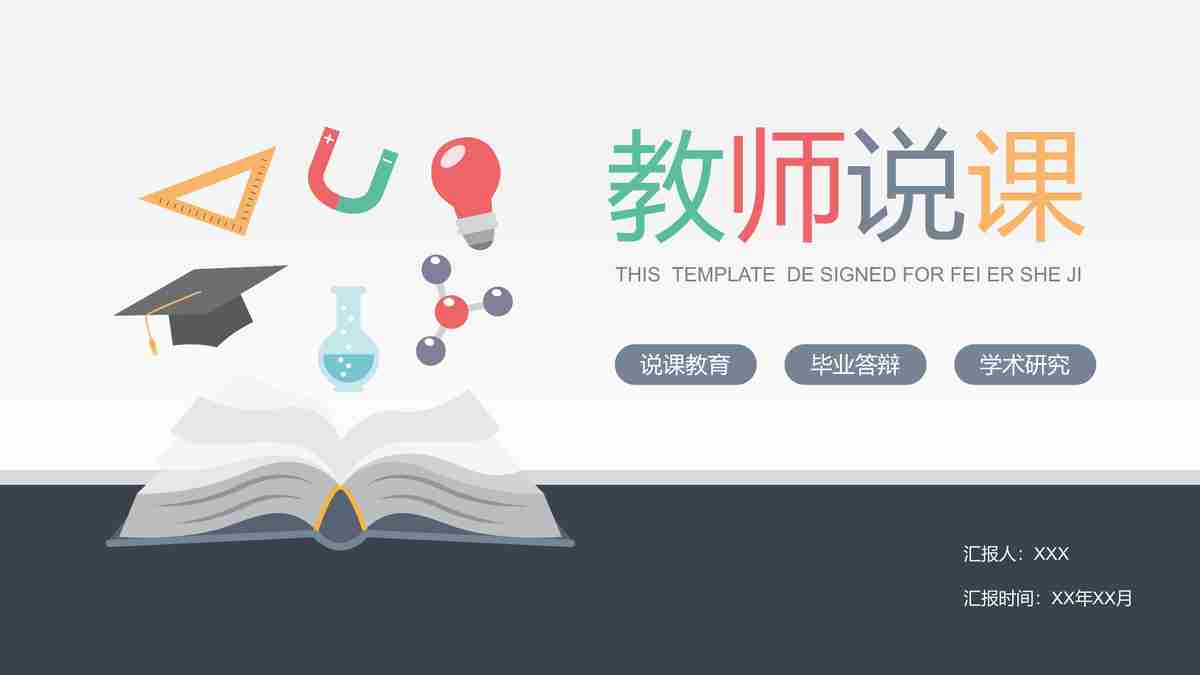 教师说课
THIS TEMPLATE DE SIGNED FOR FEI ER SHE JI
说课教育 毕业答辩 学术研究
汇报人：XXX
汇报时间：XX年XX月